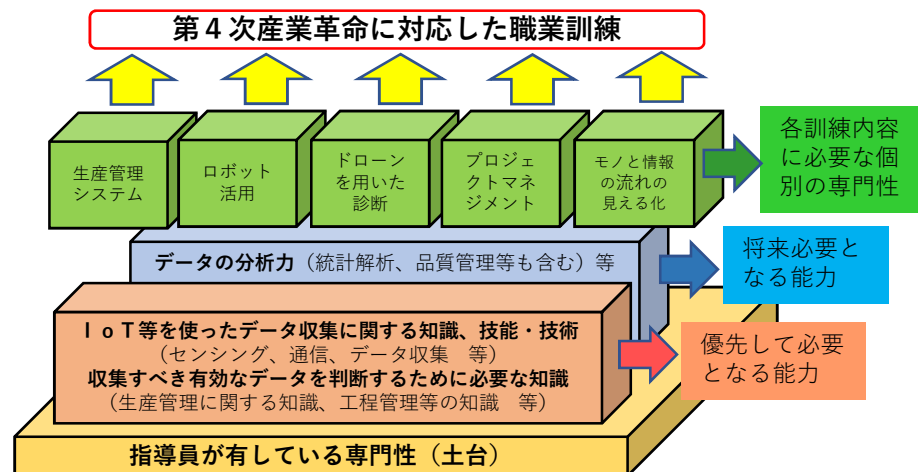 第４次産業革命に対応した職業訓練
生産管理
システム
ロボット
活用
ドローン
を用いた
診断
プロジェ
クトマネ
ジメント
モノと情報
の流れの
見える化
各訓練内容
に必要な個
別の専門性
データの分析力（統計解析、品質管理等も含む）等
将来必要と
なる能力
ＩｏＴ等を使ったデータ収集に関する知識、技能・技術
（センシング、通信、データ収集　等）
収集すべき有効なデータを判断するために必要な知識
（生産管理に関する知識、工程管理等の知識　等）
優先して必要
となる能力
指導員が有している専門性（土台）